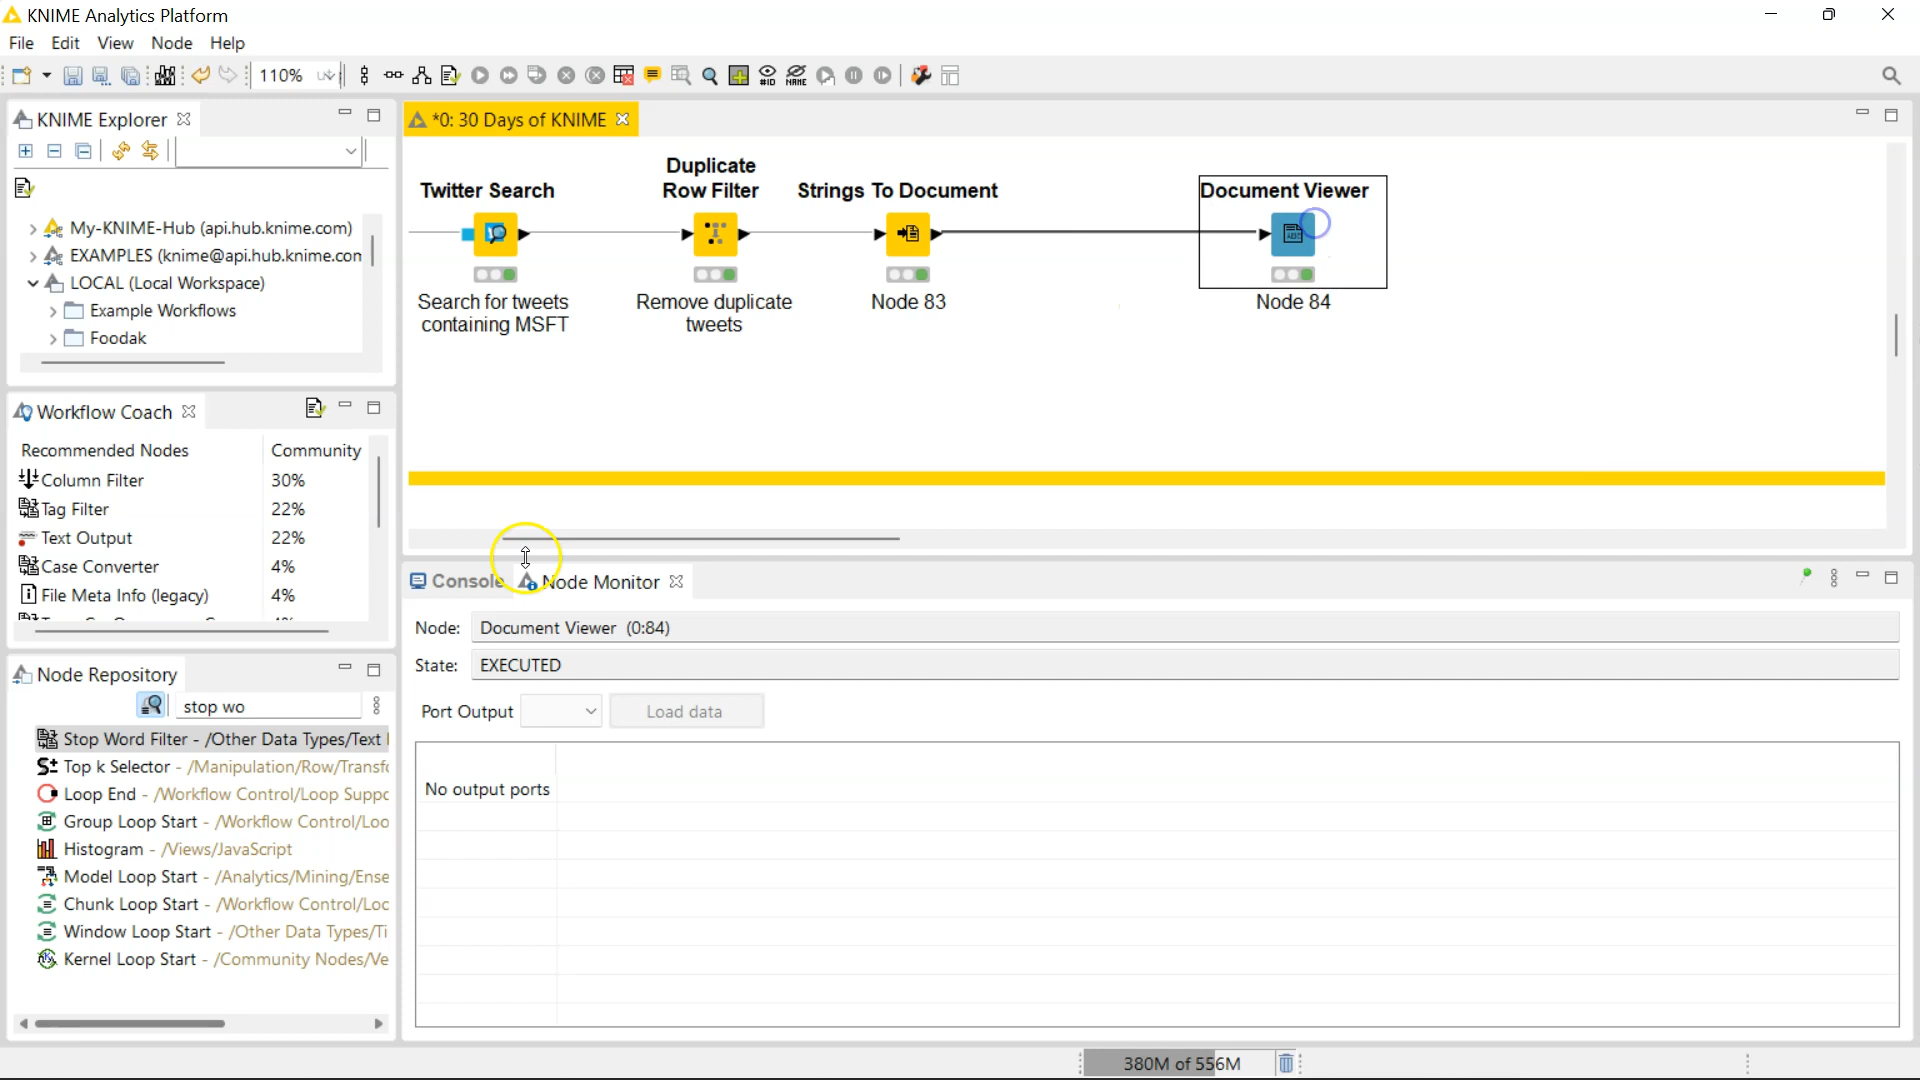 KNIME Analytics Platform
File Edit View Node Help
110%
KNIME Explorer
My-KNIME-Hub (api.hub.knime.com)
EXAMPLES (knime@api.hub.knime.con
LOCAL (Local Workspace)
Example Workflows
Foodak
Workflow Coach
Recommended Nodes Community
Column Filter 30%
Tag Filter 22%
Text Output 22%
Case Converter 4%
File Meta Info (legacy) 4%
Node Repository
stop wo
Stop Word Filter - /Other Data Types/Text
Top k Selector - /Manipulation/Row/Transfo
Loop End - /Workflow Control/Loop Suppo
Group Loop Start - /Workflow Control/Loo
Histogram - /Views/JavaScript
Model Loop Start - /Analytics/Mining/Ense
Chunk Loop Start - /Workflow Control/Loo
Window Loop Start - /Other Data Types/Ti
Kernel Loop Start - /Community Nodes/Ve
*0: 30 Days of KNIME
Twitter Search
Search for tweets
containing MSFT
Duplicate
Row Filter
Remove duplicate
tweets
Strings To Document
Node 83
Document Viewer
Node 84
Console Node Monitor
Node: Document Viewer (0:84)
State: EXECUTED
Port Output Load data
No output ports
380M of 556M